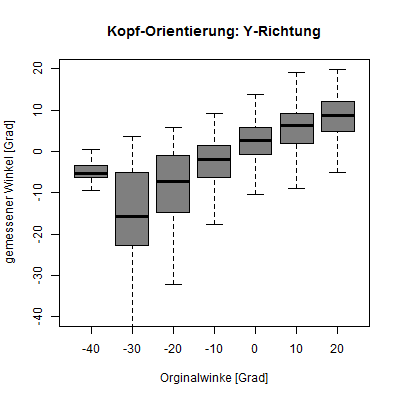 Kopf-Orientierung: Y-Richtung
gemessener Winkel [Grad]
20
10
0
-10
-20
-30
-40
-40 -30 -20 -10 0 10 20
Orginalwinke [Grad]